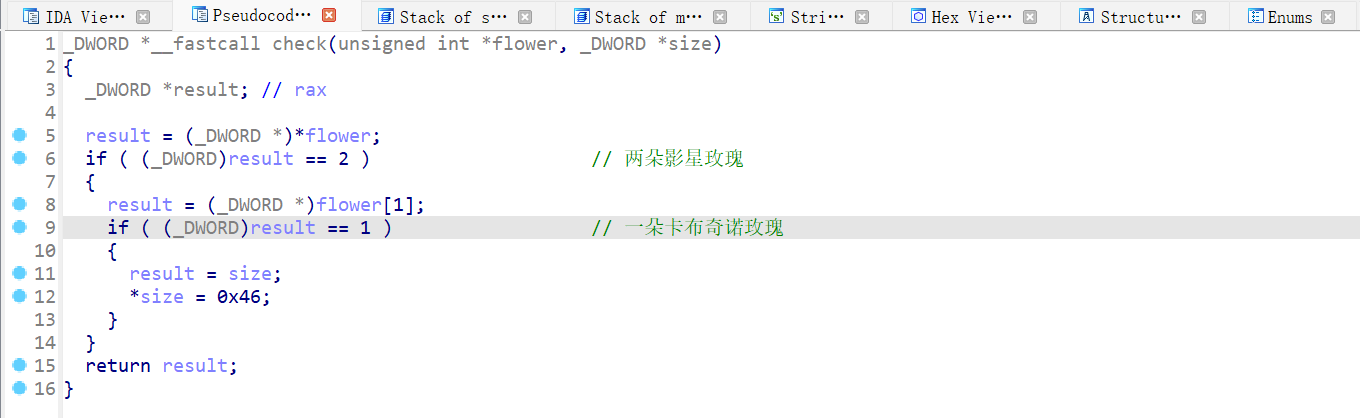 IDA Vie… Pseudocod… Stack of s… Stack of m… Stri… Hex Vie… Structu… Enums
1 _DWORD *__fastcall check(unsigned int *flower, _DWORD *size)
2 {
3   _DWORD *result; // rax
4
5   result = (_DWORD *)*flower;
6   if ( (_DWORD)result == 2 )                    // 两朵影星玫瑰
7   {
8     result = (_DWORD *)flower[1];
9     if ( (_DWORD)result == 1 )                  // 一朵卡布奇诺玫瑰
10     {
11       result = size;
12       *size = 0x46;
13     }
14   }
15   return result;
16 }